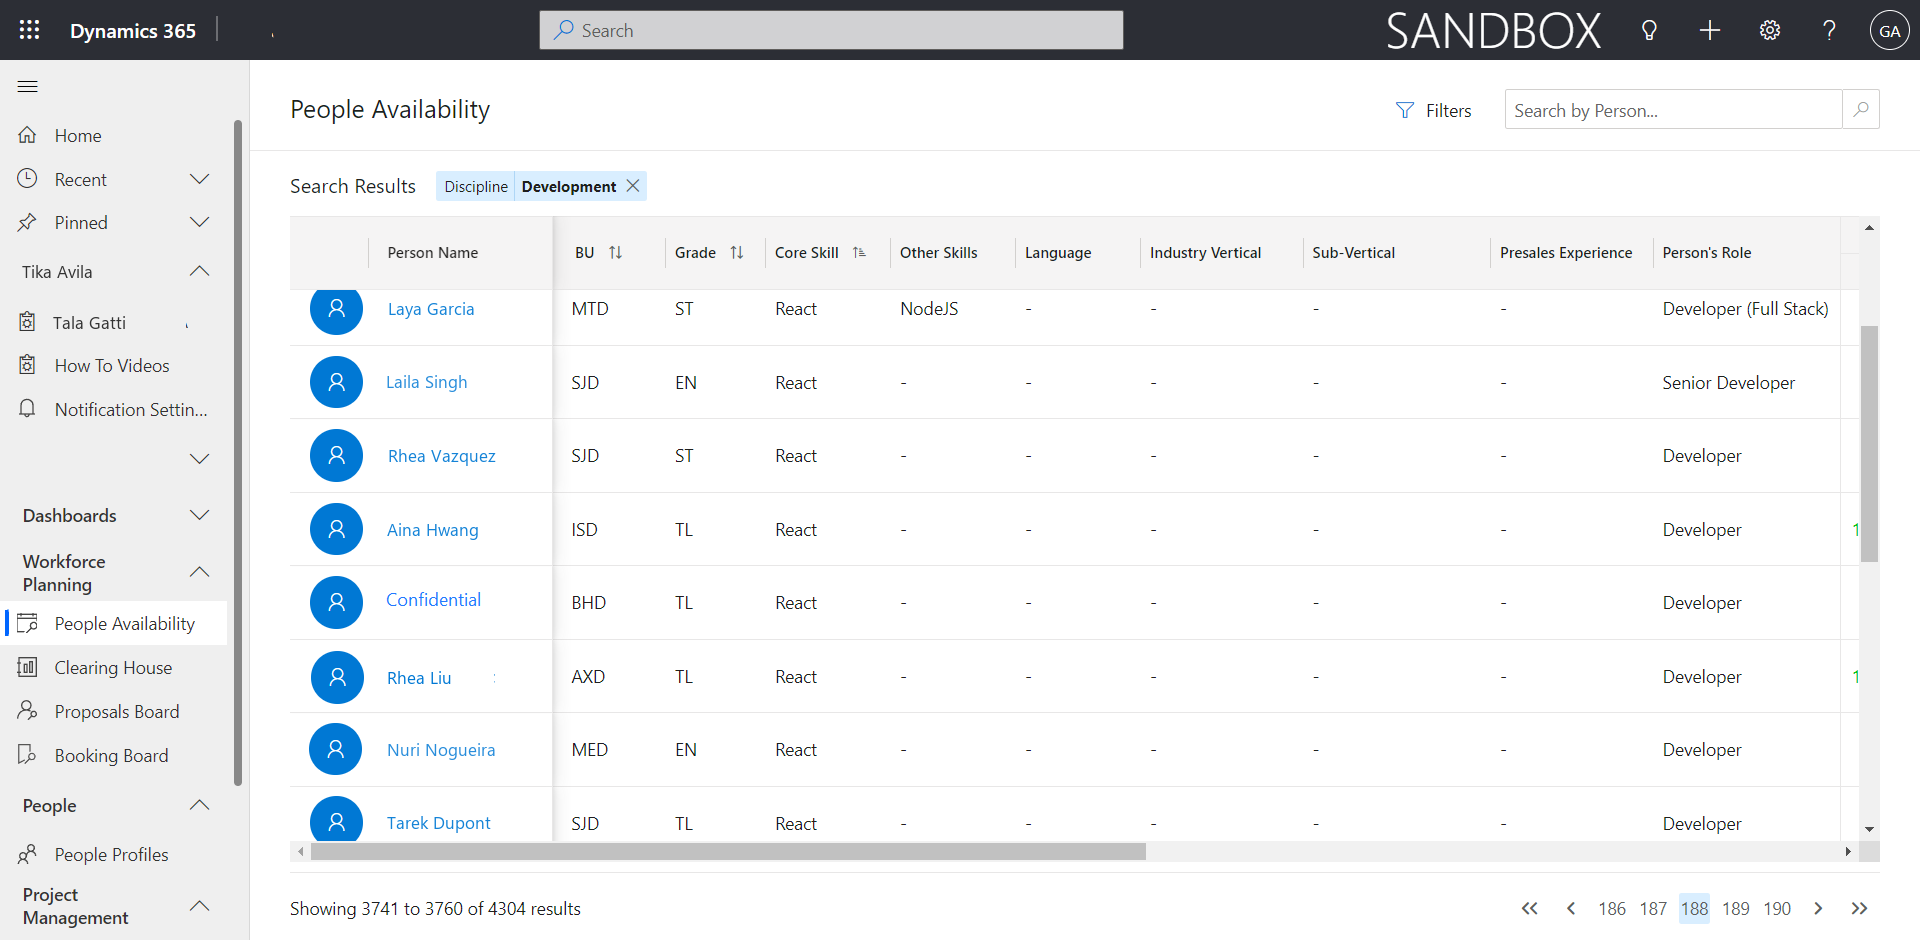 Dynamics 365
Search
SANDBOX
GA
Home
Recent
Pinned
Tika Avila
Tala Gatti
How To Videos
Notification Settin...
Dashboards
Workforce
Planning
People Availability
Clearing House
Proposals Board
Booking Board
People
People Profiles
Project
Management
People Availability
Filters
Search by Person...
Search Results Discipline Development
Person Name BU Grade Core Skill Other Skills Language Industry Vertical Sub-Vertical Presales Experience Person's Role
Laya Garcia MTD ST React NodeJS - - - - Developer (Full Stack)
Laila Singh SJD EN React - - - - - Senior Developer
Rhea Vazquez SJD ST React - - - - - Developer
Aina Hwang ISD TL React - - - - - Developer 1
Confidential BHD TL React - - - - - Developer
Rhea Liu AXD TL React - - - - - Developer 1
Nuri Nogueira MED EN React - - - - - Developer
Tarek Dupont SJD TL React - - - - - Developer
Showing 3741 to 3760 of 4304 results
186 187 188 189 190